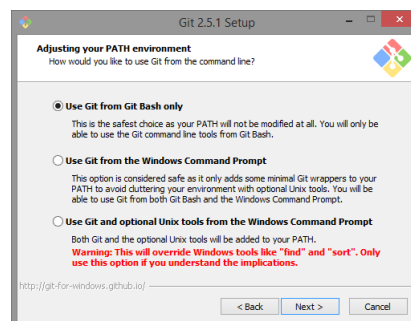 Git 2.5.1 Setup
Adjusting your PATH environment
How would you like to use Git from the command line?
Use Git from Git Bash only
This is the safest choice as your PATH will not be modified at all. You will only be
able to use the Git command line tools from Git Bash.
Use Git from the Windows Command Prompt
This option is considered safe as it only adds some minimal Git wrappers to your
PATH to avoid cluttering your environment with optional Unix tools. You will be
able to use Git from both Git Bash and the Windows Command Prompt.
Use Git and optional Unix tools from the Windows Command Prompt
Both Git and the optional Unix tools will be added to your PATH.
Warning: This will override Windows tools like "find" and "sort". Only
use this option if you understand the implications.
http://git-for-windows.github.io/
< Back Next > Cancel